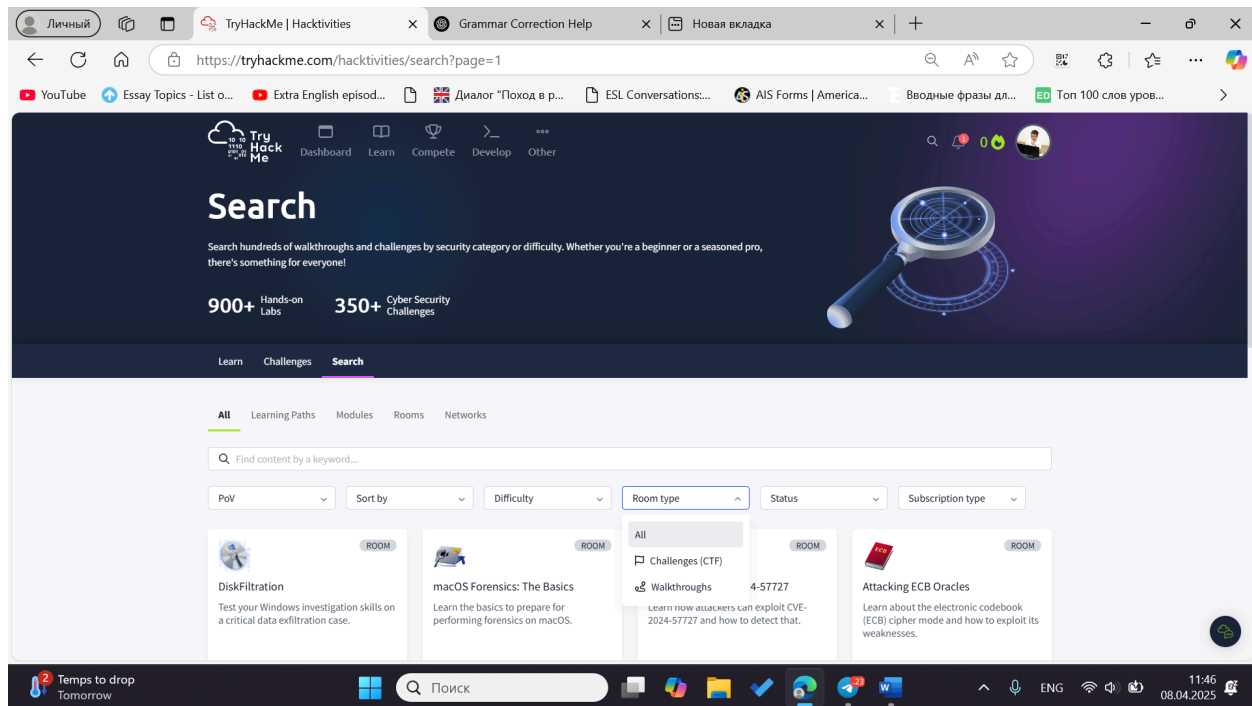 Личный
TryHackMe | Hacktivities
Grammar Correction Help
Новая вкладка
https://tryhackme.com/hacktivities/search?page=1
YouTube
Essay Topics - List o...
Extra English episod...
Диалог "Поход в р...
ESL Conversations:...
AIS Forms | America...
Вводные фразы дл...
ED Топ 100 слов уров...
Try Hack Me
Dashboard
Learn
Compete
Develop
Other
0
Search
Search hundreds of walkthroughs and challenges by security category or difficulty. Whether you're a beginner or a seasoned pro,
there's something for everyone!
900+ Hands-on Labs
350+ Cyber Security Challenges
Learn
Challenges
Search
All
Learning Paths
Modules
Rooms
Networks
Find content by a keyword...
PoV
Sort by
Difficulty
Room type
Status
Subscription type
All
Challenges (CTF)
Walkthroughs
ROOM
DiskFiltration
Test your Windows investigation skills on
a critical data exfiltration case.
ROOM
macOS Forensics: The Basics
Learn the basics to prepare for
performing forensics on macOS.
ROOM
4-57727
Learn how attackers can exploit CVE-
2024-57727 and how to detect that.
ECB
ROOM
Attacking ECB Oracles
Learn about the electronic codebook
(ECB) cipher mode and how to exploit its
weaknesses.
2
Temps to drop
Tomorrow
Поиск
23
ENG
11:46
08.04.2025